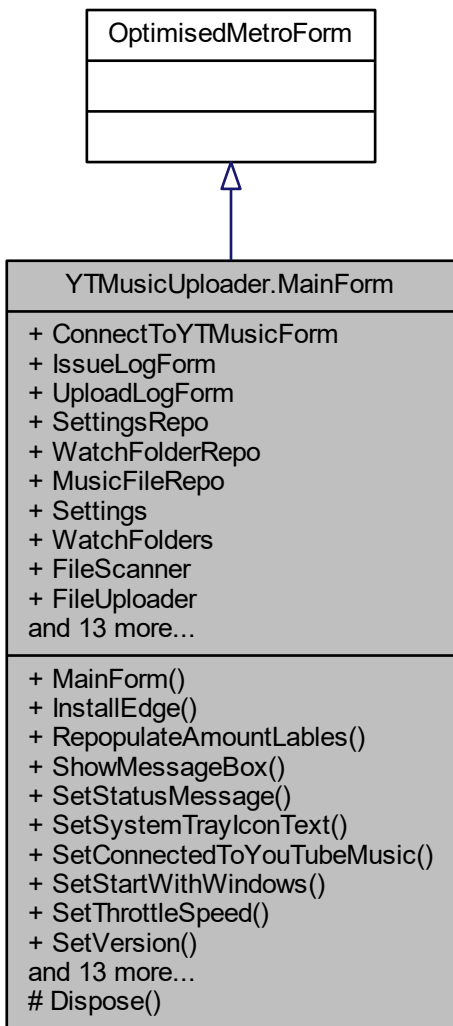 OptimisedMetroForm
YTMusicUploader.MainForm
+ ConnectToYTMusicForm
+ IssueLogForm
+ UploadLogForm
+ SettingsRepo
+ WatchFolderRepo
+ MusicFileRepo
+ Settings
+ WatchFolders
+ FileScanner
+ FileUploader
and 13 more...
+ MainForm()
+ InstallEdge()
+ RepopulateAmountLables()
+ ShowMessageBox()
+ SetStatusMessage()
+ SetSystemTrayIconText()
+ SetConnectedToYouTubeMusic()
+ SetStartWithWindows()
+ SetThrottleSpeed()
+ SetVersion()
and 13 more...
# Dispose()